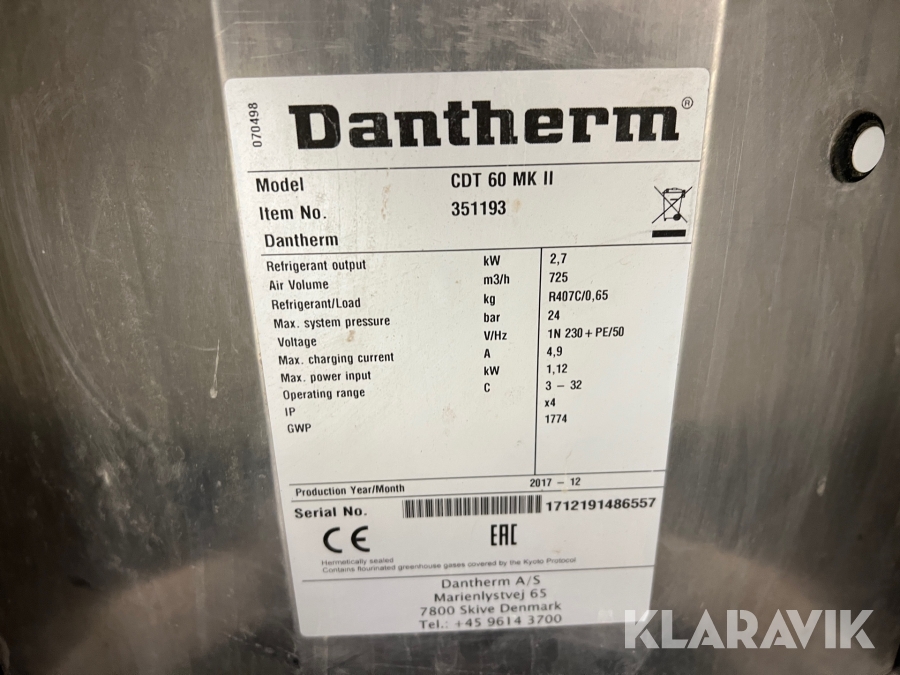 070498
Dantherm®
Model CDT 60 MK II
Item No. 351193
Dantherm
Refrigerant output kW 2,7
Air Volume m3/h 725
Refrigerant/Load kg R407C/0,65
Max. system pressure bar 24
Voltage V/Hz 1N 230 + PE/50
Max. charging current A 4,9
Max. power input kW 1,12
Operating range C 3 – 32
IP x4
GWP 1774
Production Year/Month 2017 – 12
Serial No. 1712191486557
CE EAC
Hermetically sealed
Contains flourinated greenhouse gases covered by the Kyoto Protocol
Dantherm A/S
Marienlystvej 65
7800 Skive Denmark
Tel.: +45 9614 3700
KLARAVIK